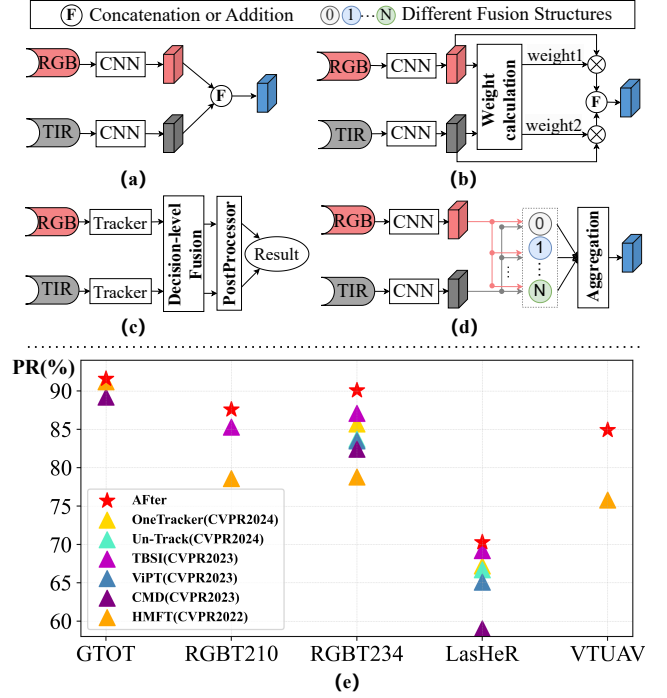 F Concatenation or Addition 0 1 ... N Different Fusion Structures
RGB CNN
F
TIR CNN
(a)
RGB CNN
Weight calculation
weight1
F
weight2
TIR CNN
(b)
RGB Tracker
Decision-level Fusion
PostProcessor
Result
TIR Tracker
(c)
RGB CNN
0
1
N
Aggregation
TIR CNN
(d)
PR(%)
90
85
80
75
70
65
60
AFter
OneTracker(CVPR2024)
Un-Track(CVPR2024)
TBSI(CVPR2023)
ViPT(CVPR2023)
CMD(CVPR2023)
HMFT(CVPR2022)
GTOT RGBT210 RGBT234 LasHeR VTUAV
(e)